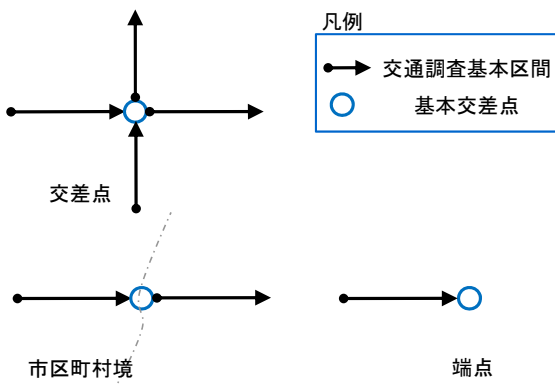 凡例
交通調査基本区間
基本交差点
交差点
市区町村境
端点